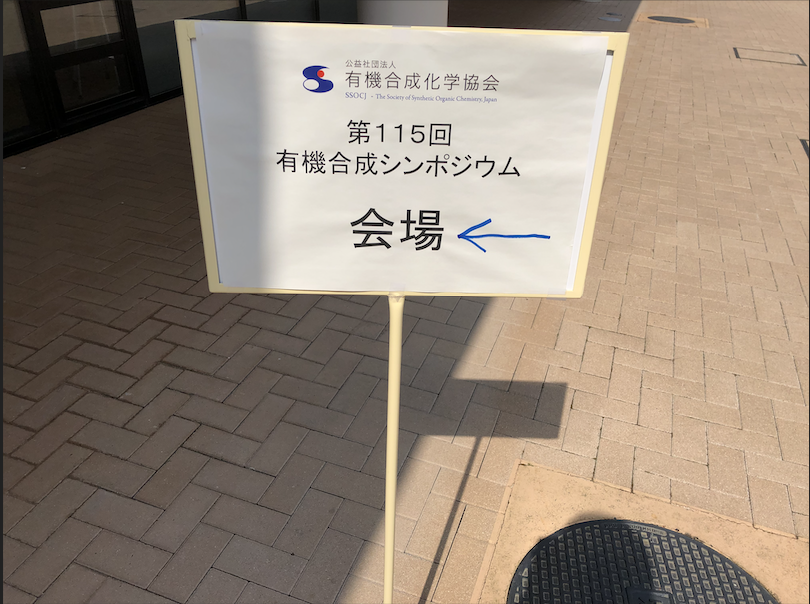 公益社団法人
有機合成化学協会
SSOCJ - The Society of Synthetic Organic Chemistry, Japan
第115回
有機合成シンポジウム
会場